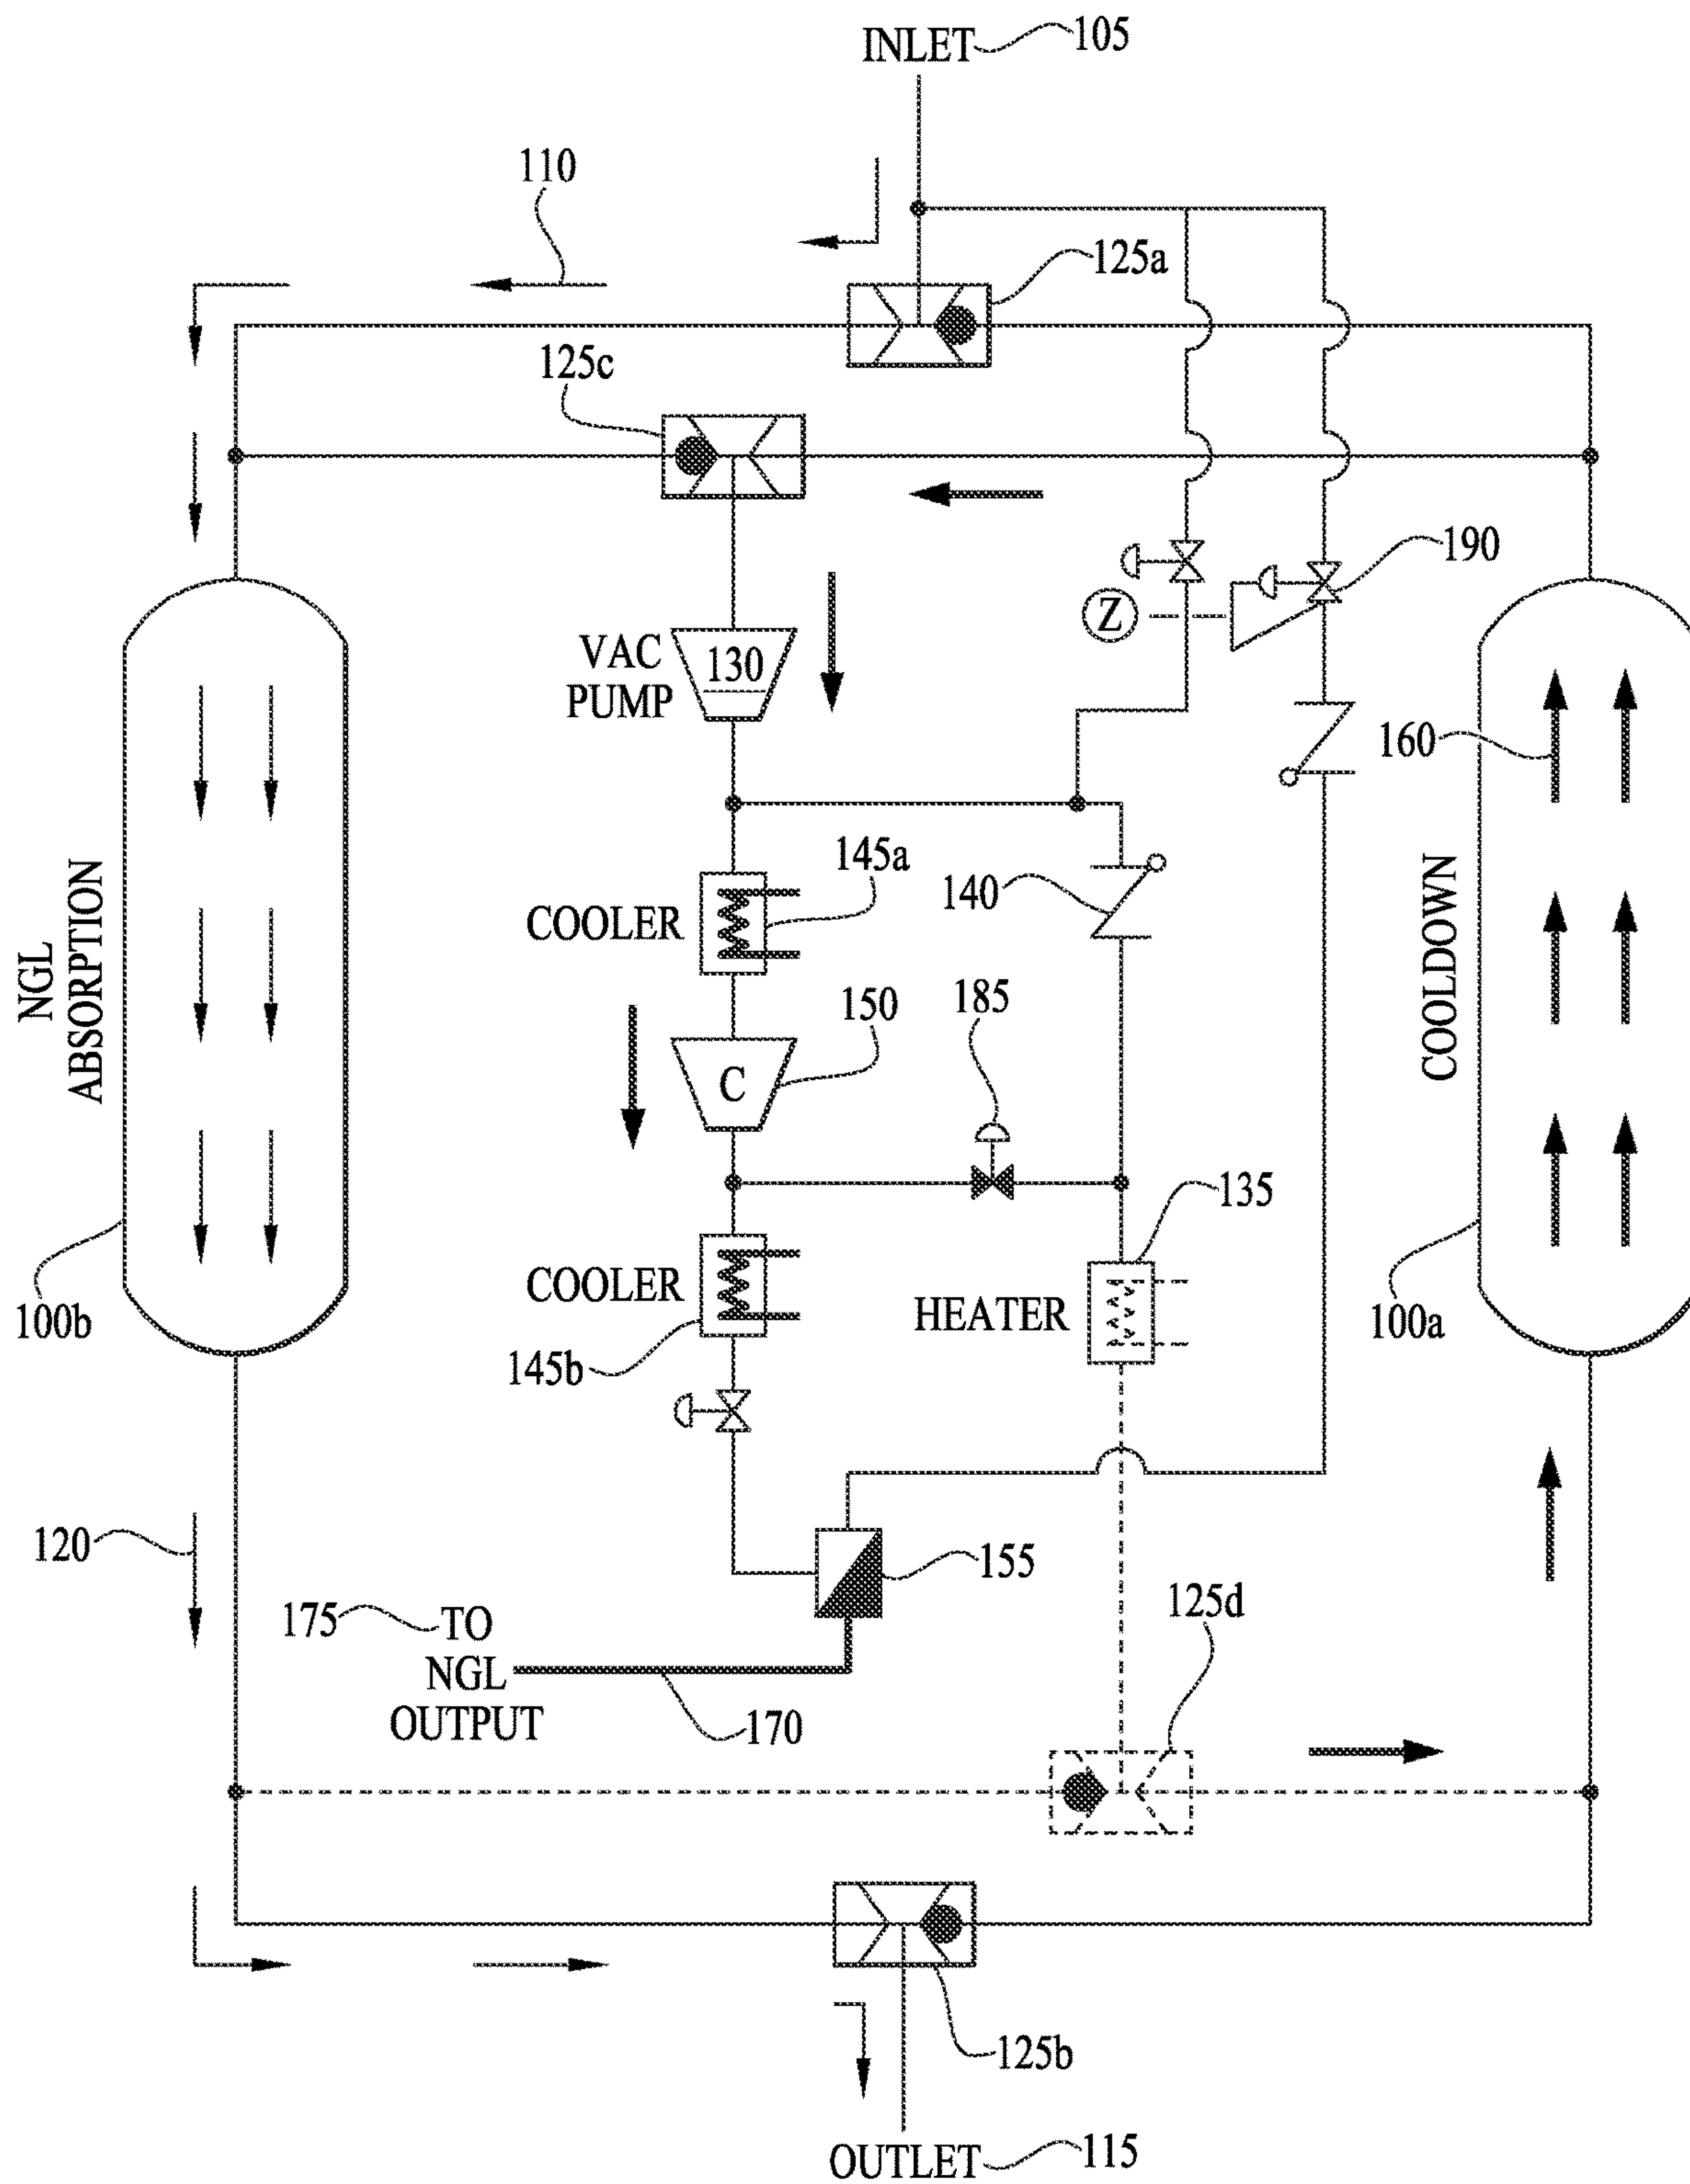 INLET 105
110
125a
125c
190
Z
VAC
PUMP
130
160
145a
COOLER
140
NGL
ABSORPTION
COOLDOWN
150
185
C
135
COOLER
HEATER
100b
100a
145b
120
155
175 TO
NGL
OUTPUT
170
125d
125b
OUTLET 115